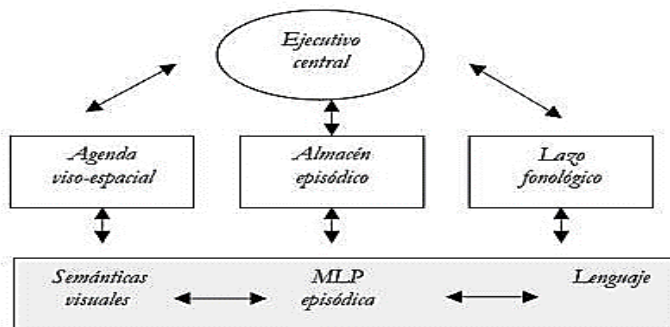 Ejecutivo
central
Agenda
viso-espacial
Almacén
episódico
Lazo
fonológico
Semánticas
visuales
MLP
episódica
Lenguaje